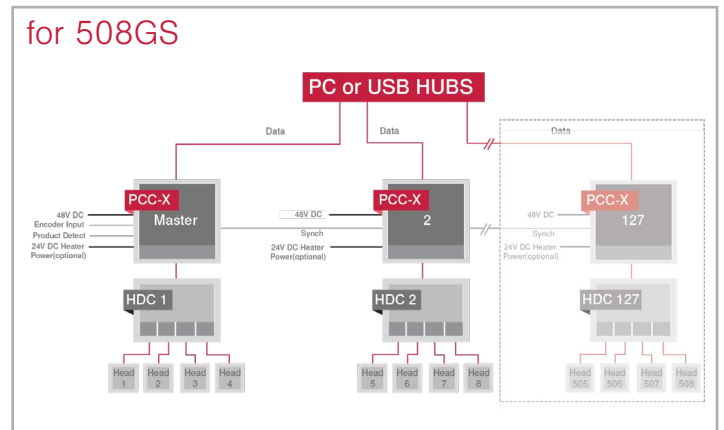 for 508GS
PC or USB HUBS
Data
Data
Data
PCC-X
Master
48V DC
Encoder Input
Product Detect
24V DC Heater
Power(optional)
PCC-X
2
48V DC
Synch
24V DC Heater
Power(optional)
PCC-X
127
48V DC
Synch
24V DC Heater
Power(optional)
HDC 1
HDC 2
HDC 127
Head
1
Head
2
Head
3
Head
4
Head
5
Head
6
Head
7
Head
8
Head
505
Head
506
Head
507
Head
508